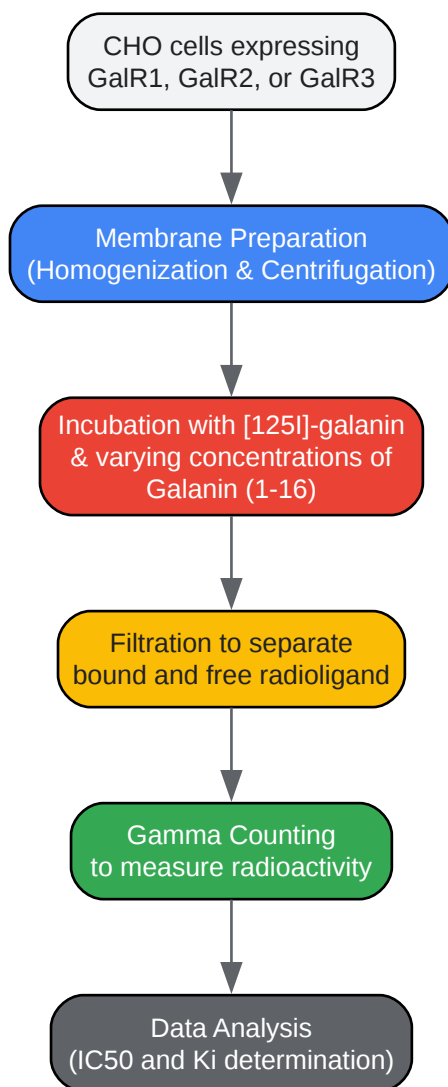 CHO cells expressing
GalR1, GalR2, or GalR3
Membrane Preparation
(Homogenization & Centrifugation)
Incubation with [125I]-galanin
& varying concentrations of
Galanin (1-16)
Filtration to separate
bound and free radioligand
Gamma Counting
to measure radioactivity
Data Analysis
(IC50 and Ki determination)